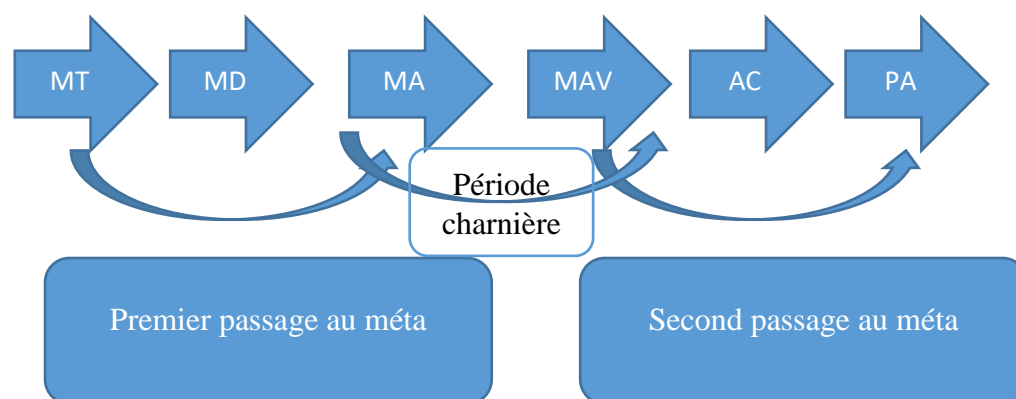 MT MD MA MAV AC PA
Période
charnière
Premier passage au méta Second passage au méta